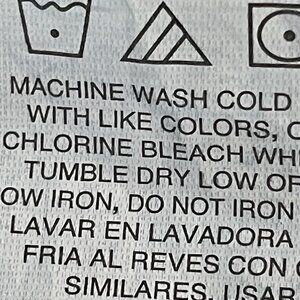 MACHINE WASH COLD
WITH LIKE COLORS,
CHLORINE BLEACH
TUMBLE DRY LOW
IRON, DO NOT IRON
LAVAR EN LAVADORA
FRIA AL REVES CON
SIMILARES, USAR